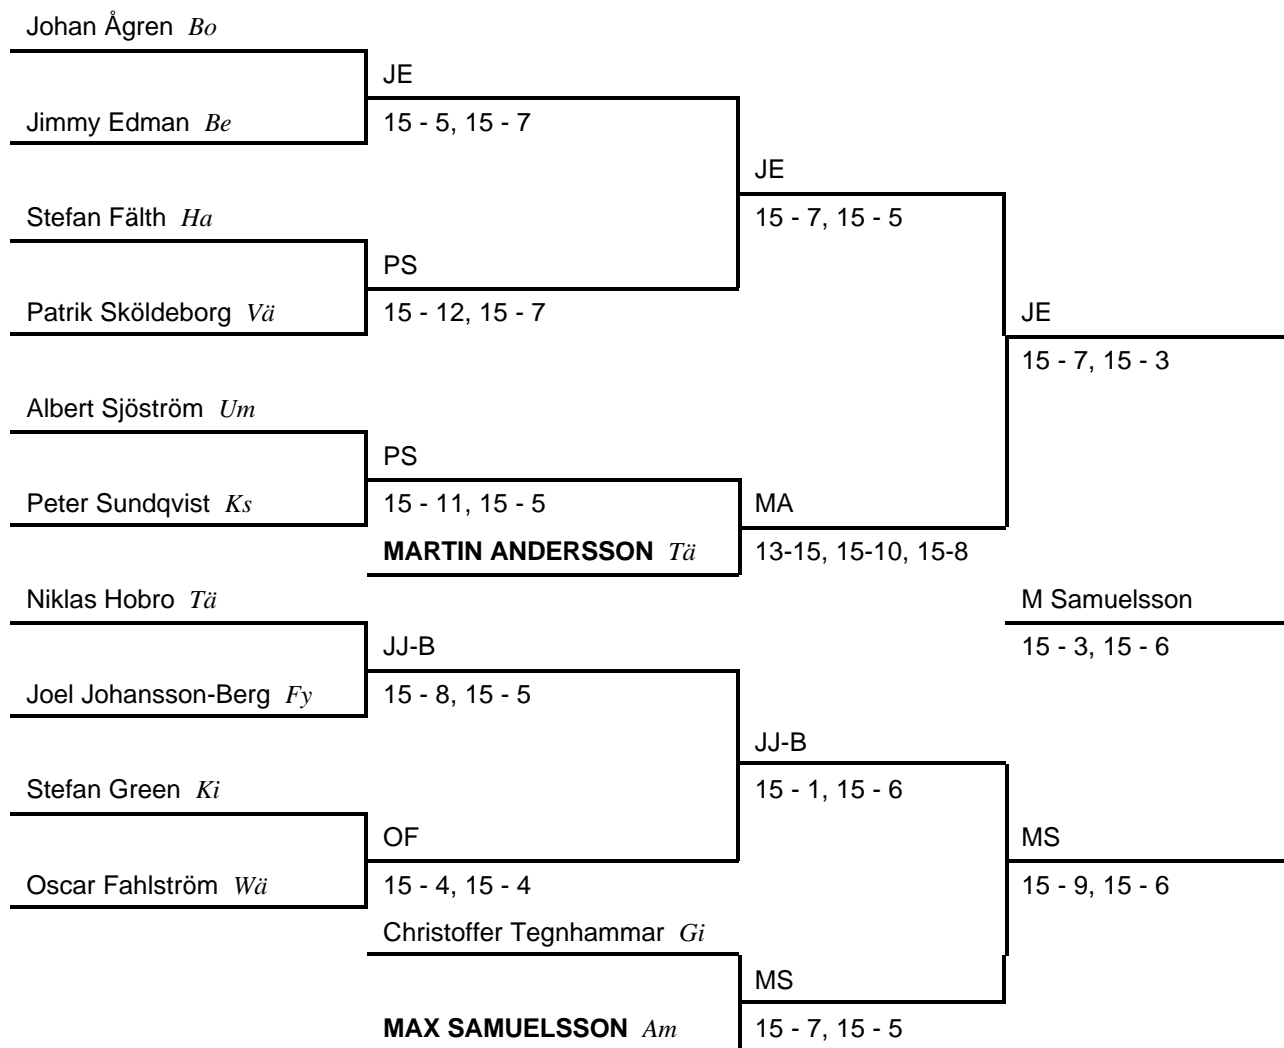 Johan Ågren Bo
JE
Jimmy Edman Be
15 - 5, 15 - 7
JE
Stefan Fälth Ha
15 - 7, 15 - 5
PS
Patrik Sköldeborg Vä
15 - 12, 15 - 7
JE
15 - 7, 15 - 3
Albert Sjöström Um
PS
Peter Sundqvist Ks
15 - 11, 15 - 5
MA
MARTIN ANDERSSON Tä
13-15, 15-10, 15-8
Niklas Hobro Tä
M Samuelsson
JJ-B
15 - 3, 15 - 6
Joel Johansson-Berg Fy
15 - 8, 15 - 5
JJ-B
Stefan Green Ki
15 - 1, 15 - 6
OF
MS
Oscar Fahlström Wä
15 - 4, 15 - 4
15 - 9, 15 - 6
Christoffer Tegnhammar Gi
MS
MAX SAMUELSSON Am
15 - 7, 15 - 5